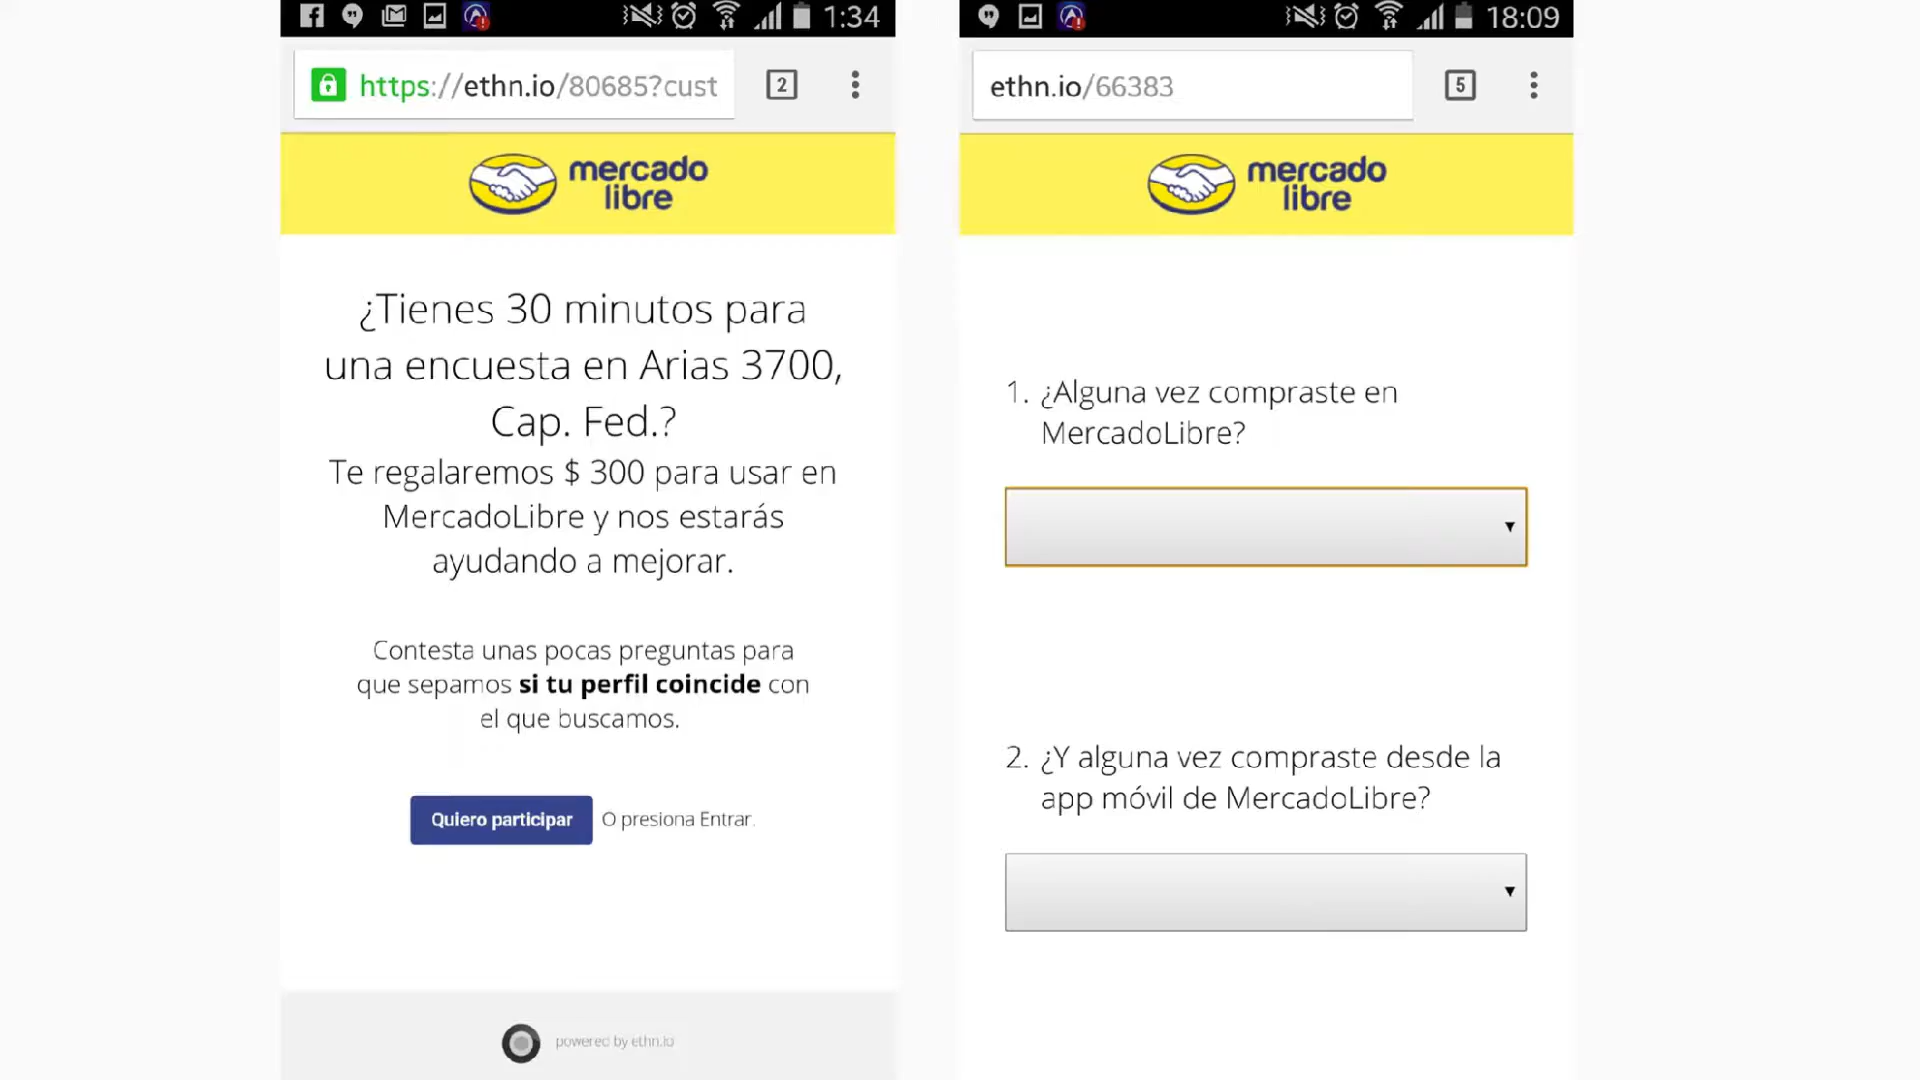 1:34
https://ethn.io/80685?cust
2
mercado
libre
¿Tienes 30 minutos para
una encuesta en Arias 3700,
Cap. Fed.?
Te regalaremos $ 300 para usar en
MercadoLibre y nos estarás
ayudando a mejorar.
Contesta unas pocas preguntas para
que sepamos si tu perfil coincide con
el que buscamos.
Quiero participar O presiona Entrar.
powered by ethn.io
18:09
ethn.io/66383
5
mercado
libre
1. ¿Alguna vez compraste en
MercadoLibre?
2. ¿Y alguna vez compraste desde la
app móvil de MercadoLibre?